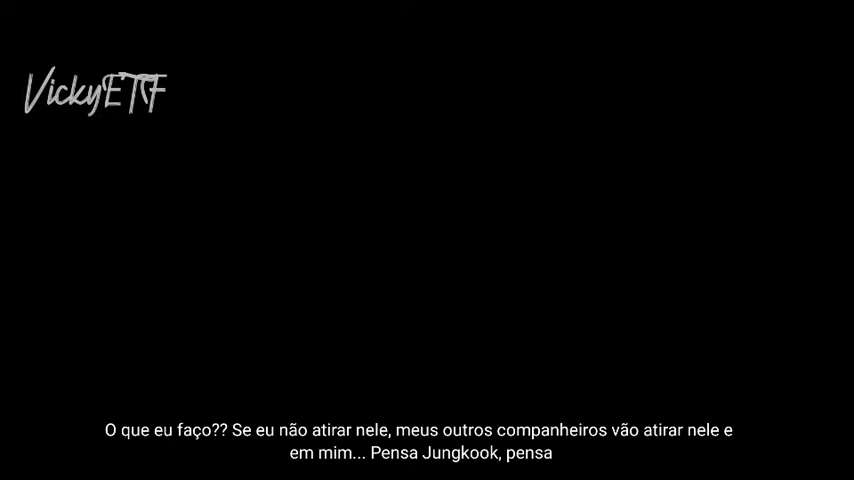 VickyETF
O que eu faço?? Se eu não atirar nele, meus outros companheiros vão atirar nele e
em mim... Pensa Jungkook, pensa